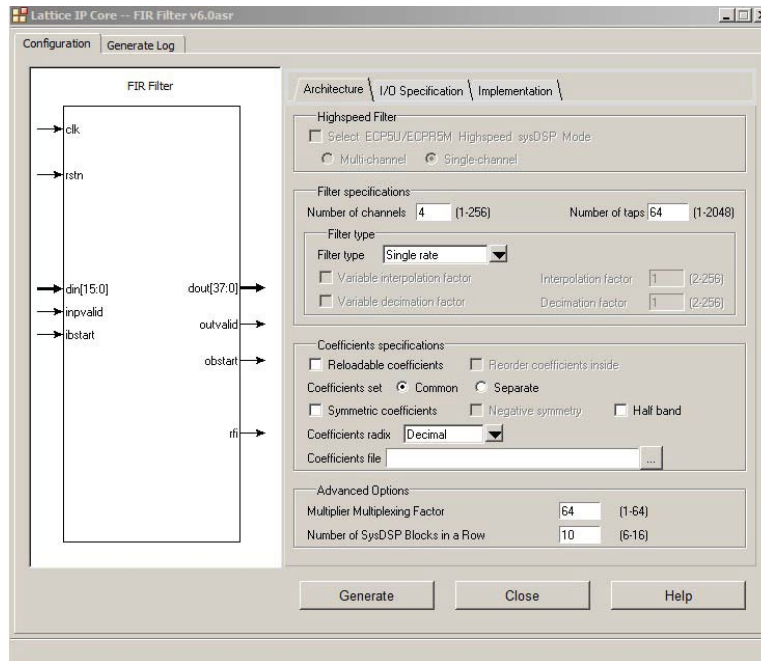 Lattice IP Core -- FIR Filter v6.0asr
Configuration Generate Log
FIR Filter
clk
rstn
din[15:0] dout[37:0]
inpvalid
outvalid
ibstart
obstart
rfi
Architecture I/O Specification Implementation
Highspeed Filter
Select ECP5U/ECPR5M Highspeed sysDSP Mode
Multi-channel Single-channel
Filter specifications
Number of channels 4 (1-256) Number of taps 64 (1-2048)
Filter type
Filter type Single rate
Variable interpolation factor Interpolation factor 1 (2-256)
Variable decimation factor Decimation factor 1 (2-256)
Coefficients specifications
Reloadable coefficients Reorder coefficients inside
Coefficients set Common Separate
Symmetric coefficients Negative symmetry Half band
Coefficients radix Decimal
Coefficients file ...
Advanced Options
Multiplier Multiplexing Factor 64 (1-64)
Number of SysDSP Blocks in a Row 10 (6-16)
Generate Close Help